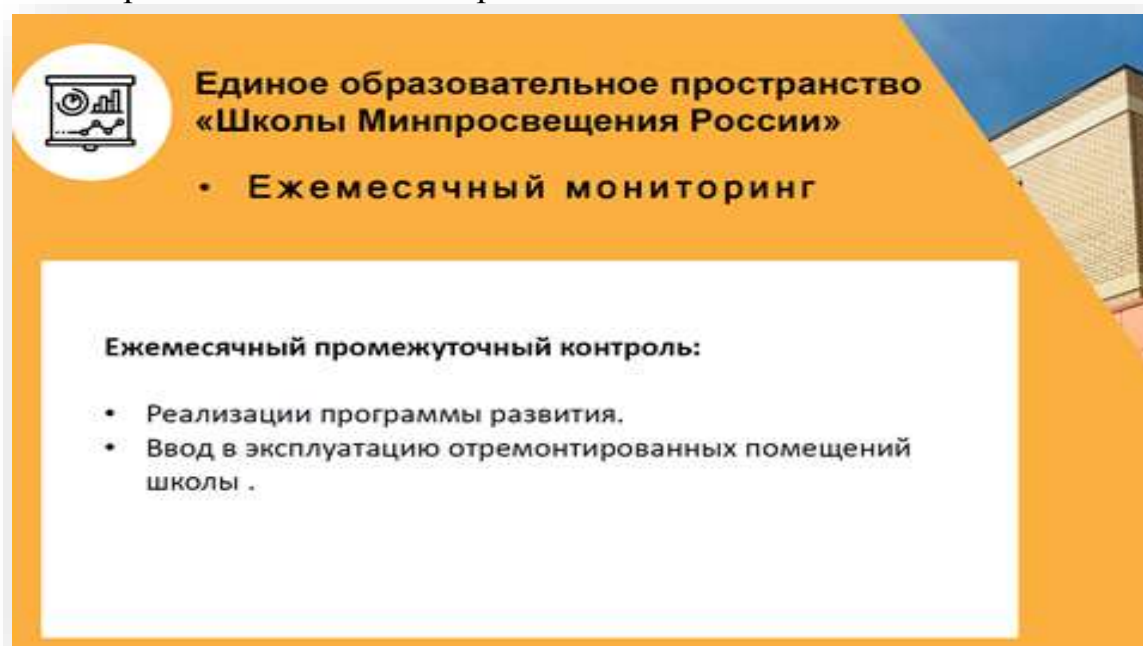 Единое образовательное пространство
«Школы Минпросвещения России»
• Ежемесячный мониторинг
Ежемесячный промежуточный контроль:
• Реализации программы развития.
• Ввод в эксплуатацию отремонтированных помещений
школы .